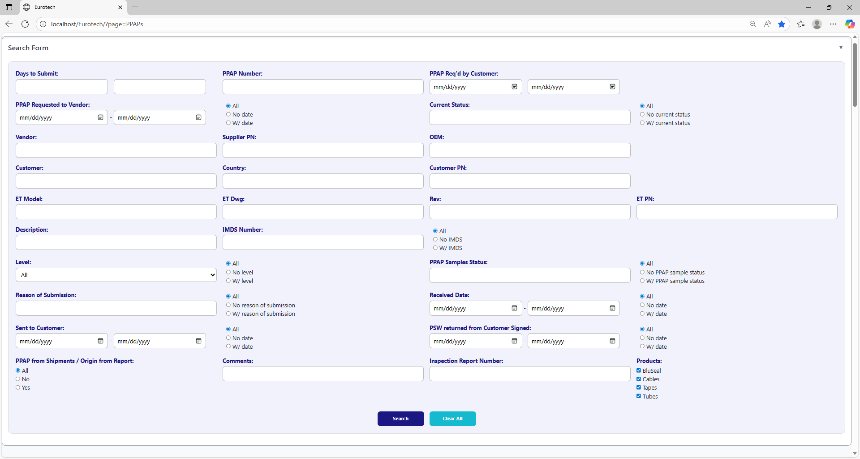 Eurotech
localhost/Eurotech/?page=PPAPs
Search Form
Days to Submit:
PPAP Number:
PPAP Req'd by Customer:
mm/dd/yyyy
mm/dd/yyyy
PPAP Requested to Vendor:
mm/dd/yyyy - mm/dd/yyyy
All
No date
W/ date
Current Status:
All
No current status
W/ current status
Vendor:
Supplier PN:
OEM:
Customer:
Country:
Customer PN:
ET Model:
ET Dwg:
Rev:
ET PN:
Description:
IMDS Number:
All
No IMDS
W/ IMDS
Level:
All
All
No level
W/ level
PPAP Samples Status:
All
No PPAP sample status
W/ PPAP sample status
Reason of Submission:
All
No reason of submission
W/ reason of submission
Received Date:
mm/dd/yyyy - mm/dd/yyyy
All
No date
W/ date
Sent to Customer:
mm/dd/yyyy
mm/dd/yyyy
All
No date
W/ date
PSW returned from Customer Signed:
mm/dd/yyyy
mm/dd/yyyy
All
No date
W/ date
PPAP from Shipments / Origin from Report:
All
No
Yes
Comments:
Inspection Report Number:
Products:
BluSeal
Cables
Tapes
Tubes
Search
Clear All